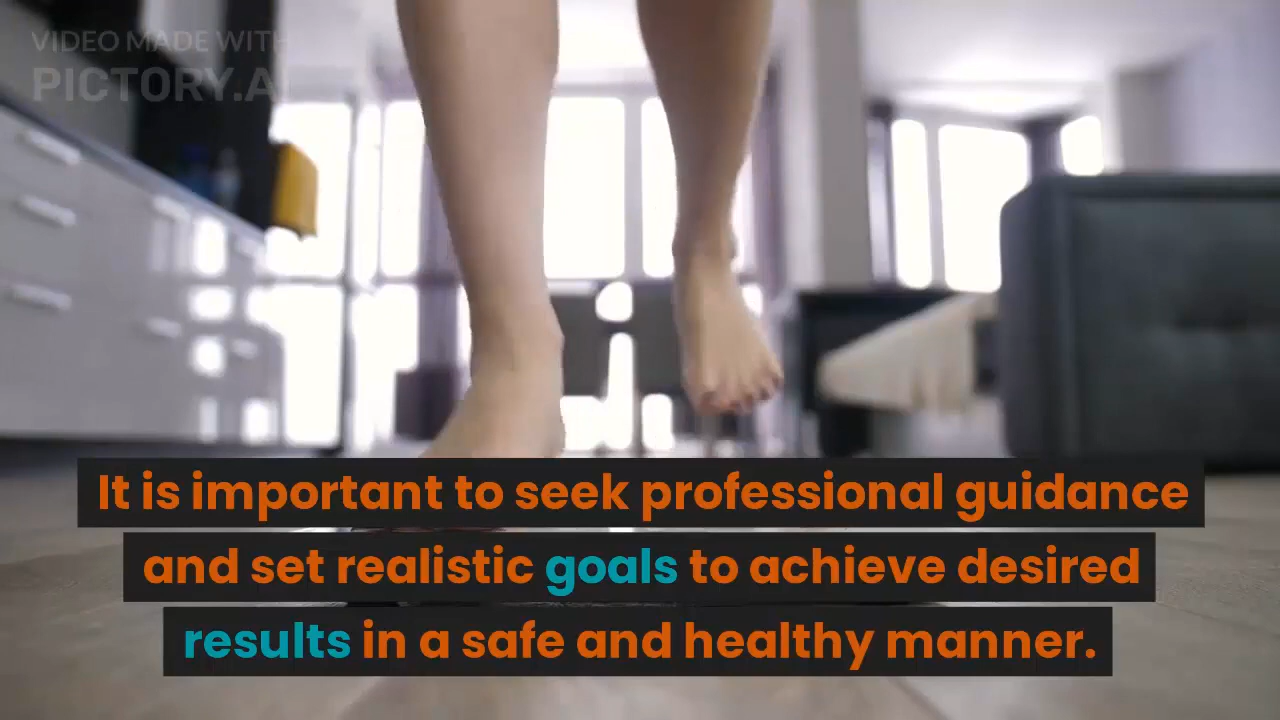 VIDEO MADE WITH
PICTORY.A
It is important to seek professional guidance
and set realistic goals to achieve desired
results in a safe and healthy manner.